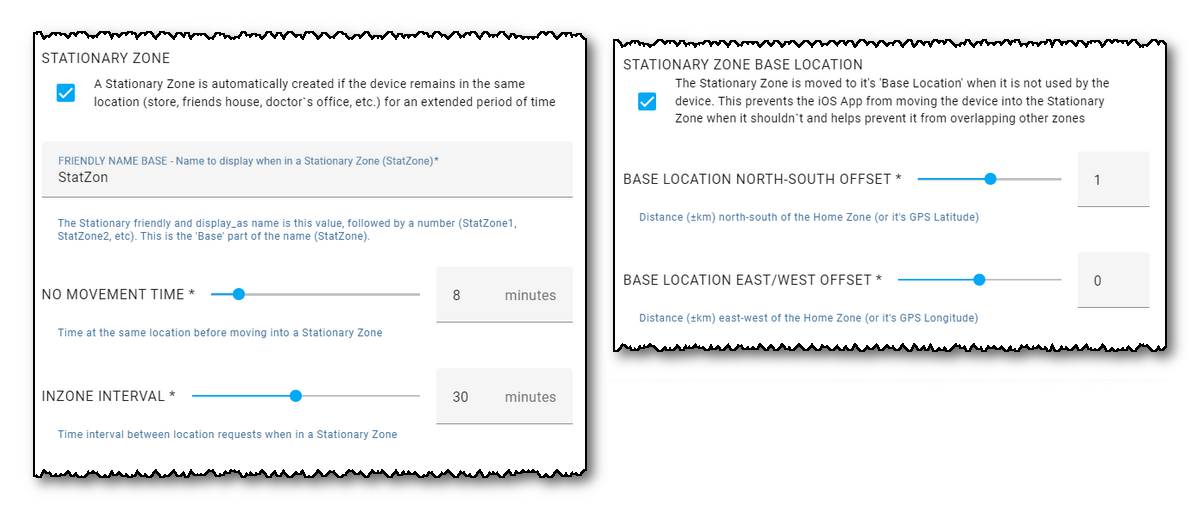 STATIONARY ZONE
A Stationary Zone is automatically created if the device remains in the same
location (store, friends house, doctor`s office, etc.) for an extended period of time
FRIENDLY NAME BASE - Name to display when in a Stationary Zone (StatZone)*
StatZon
The Stationary friendly and display_as name is this value, followed by a number (StatZone1,
StatZone2, etc). This is the 'Base' part of the name (StatZone).
NO MOVEMENT TIME *
8 minutes
Time at the same location before moving into a Stationary Zone
INZONE INTERVAL *
30 minutes
Time interval between location requests when in a Stationary Zone
STATIONARY ZONE BASE LOCATION
The Stationary Zone is moved to it's 'Base Location' when it is not used by the
device. This prevents the iOS App from moving the device into the Stationary
Zone when it shouldn`t and helps prevent it from overlapping other zones
BASE LOCATION NORTH-SOUTH OFFSET *
1
Distance (±km) north-south of the Home Zone (or it's GPS Latitude)
BASE LOCATION EAST/WEST OFFSET *
0
Distance (±km) east-west of the Home Zone (or it's GPS Longitude)